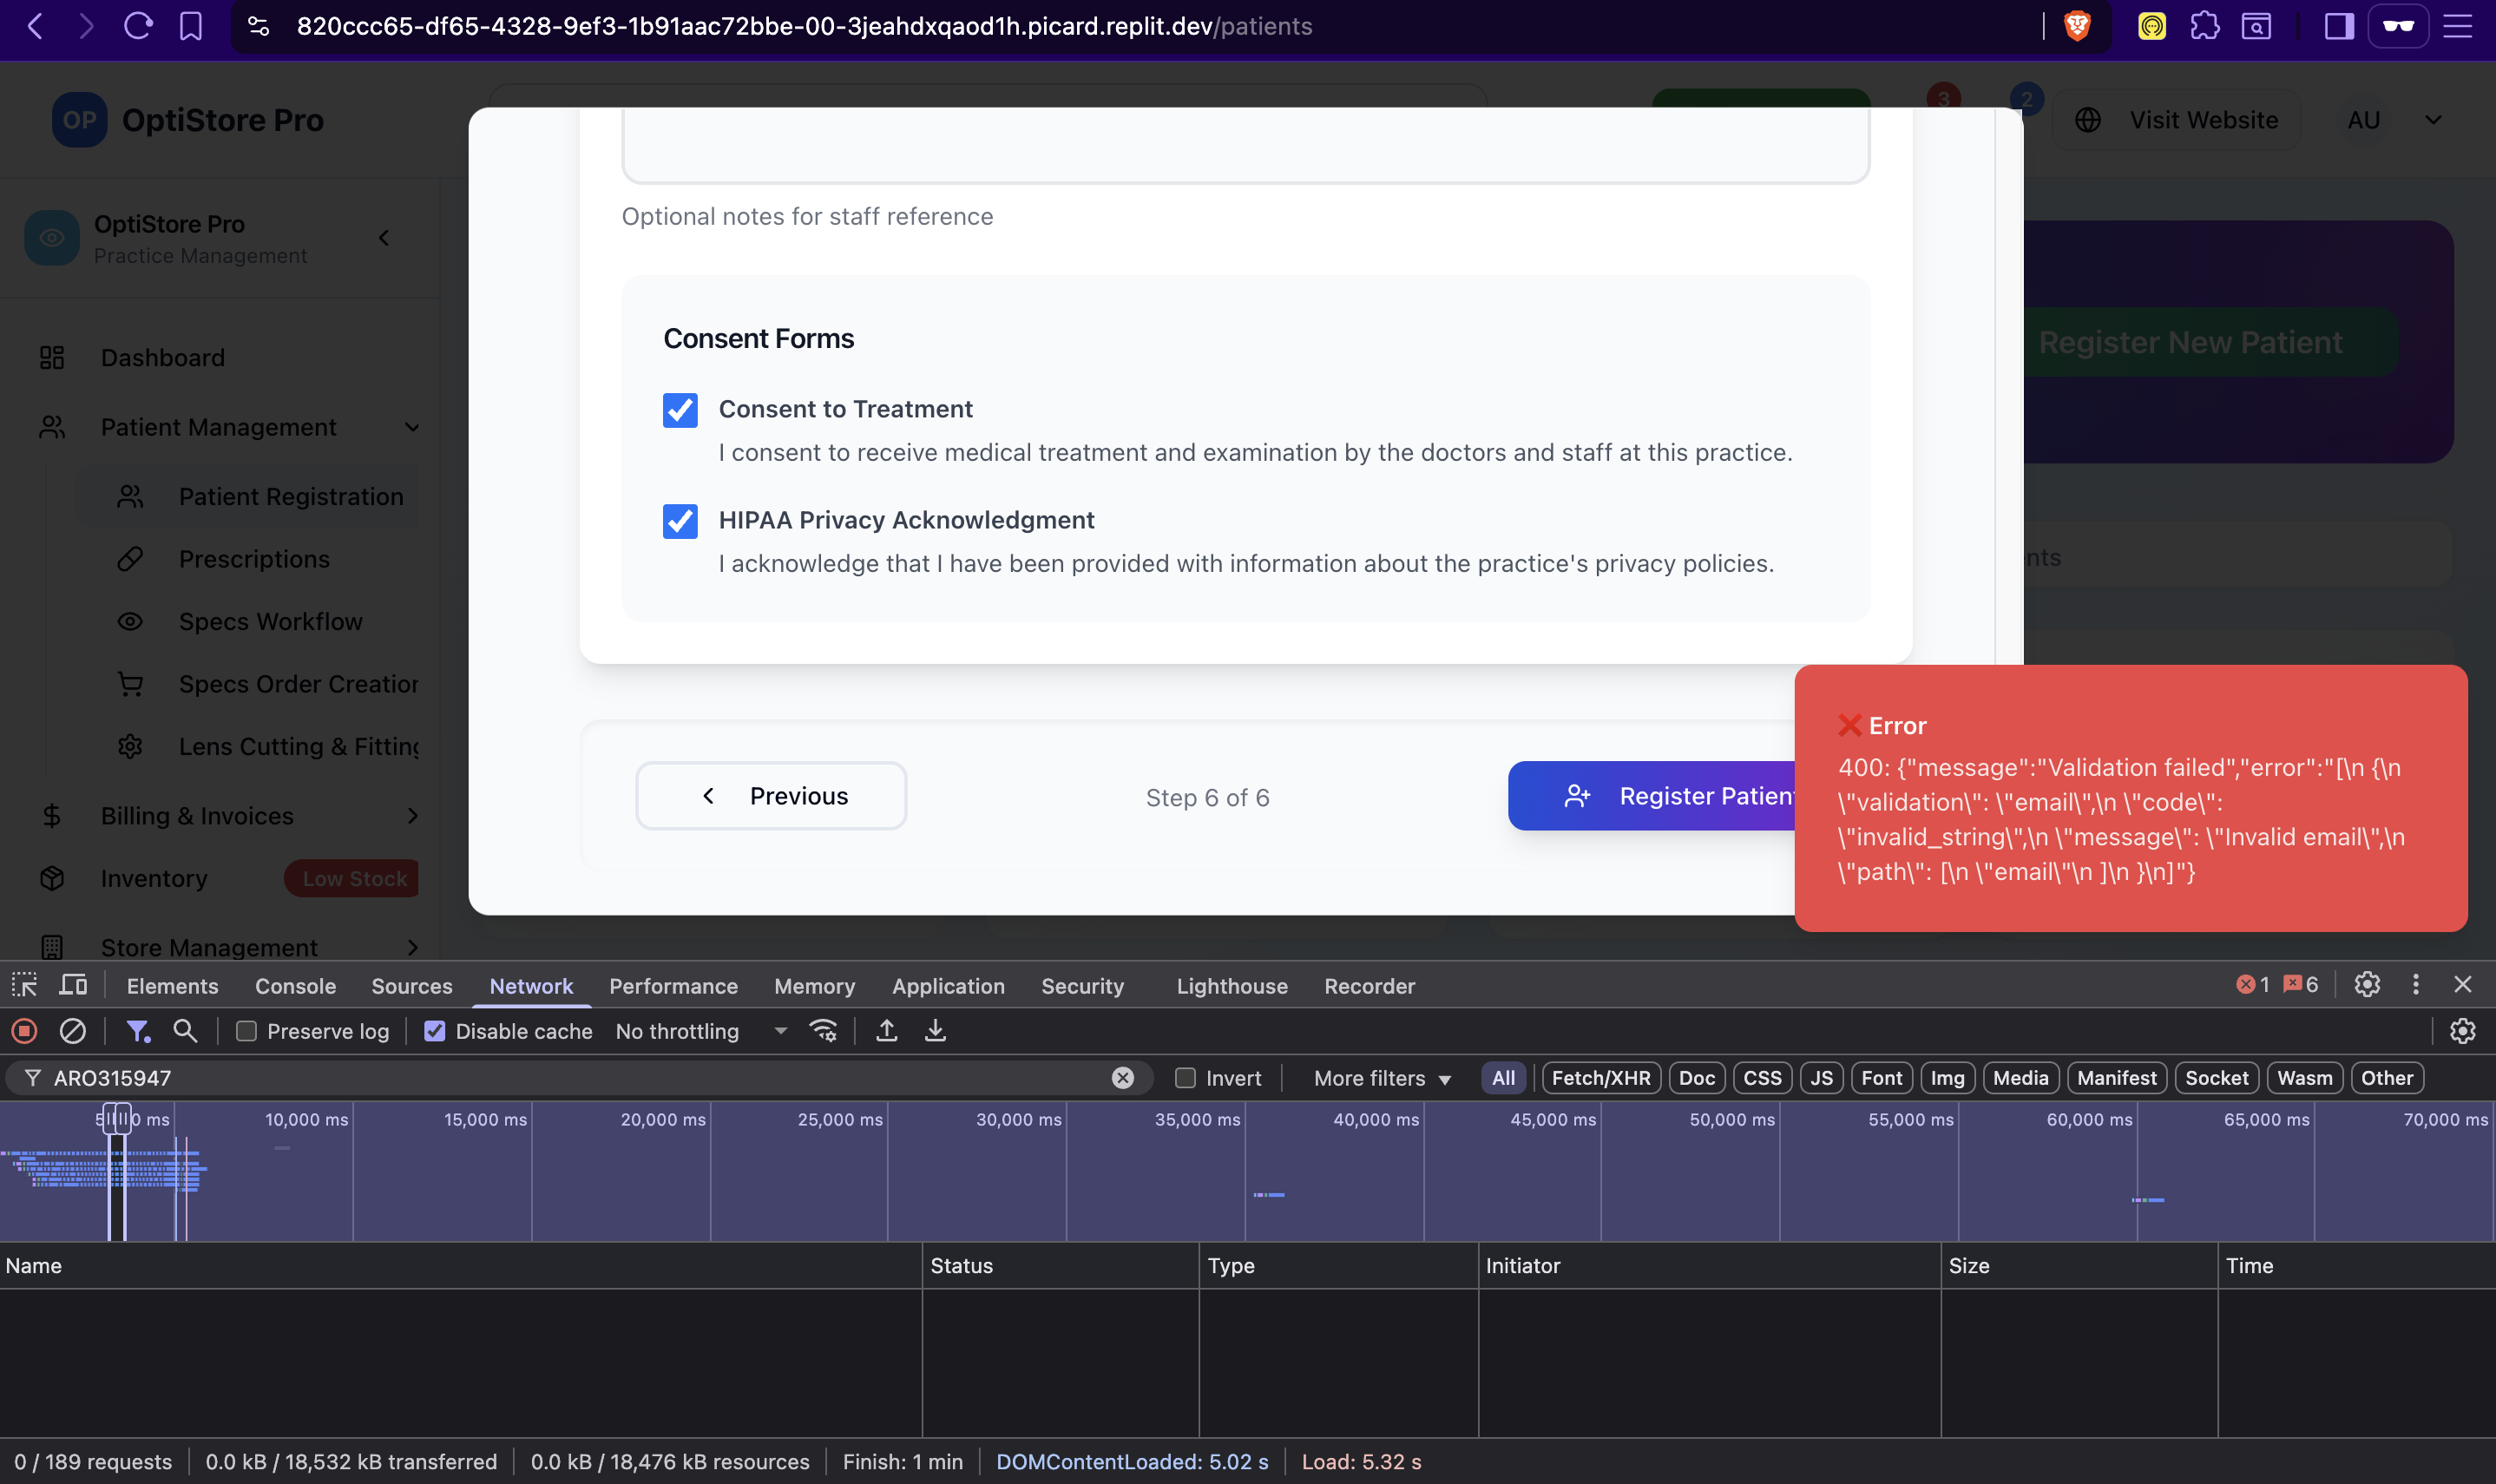 820ccc65-df65-4328-9ef3-1b91aac72bbe-00-3jeahdxqaod1h.picard.replit.dev/patients
OP OptiStore Pro
3
2
Visit Website
AU
OptiStore Pro
Practice Management
Dashboard
Patient Management
Patient Registration
Prescriptions
Specs Workflow
Specs Order Creation
Lens Cutting & Fitting
Billing & Invoices
Inventory
Low Stock
Store Management
Register New Patient
nts
Optional notes for staff reference
Consent Forms
Consent to Treatment
I consent to receive medical treatment and examination by the doctors and staff at this practice.
HIPAA Privacy Acknowledgment
I acknowledge that I have been provided with information about the practice's privacy policies.
Previous
Step 6 of 6
Register Patient
❌ Error
400: {"message":"Validation failed","error":"[\n {\n
\"validation\": \"email\",\n \"code\":
\"invalid_string\",\n \"message\": \"Invalid email\",\n
\"path\": [\n \"email\"\n ]\n }\n]"}
Elements
Console
Sources
Network
Performance
Memory
Application
Security
Lighthouse
Recorder
1
6
Preserve log
Disable cache
No throttling
ARO315947
Invert
More filters
All
Fetch/XHR
Doc
CSS
JS
Font
Img
Media
Manifest
Socket
Wasm
Other
10,000 ms
15,000 ms
20,000 ms
25,000 ms
30,000 ms
35,000 ms
40,000 ms
45,000 ms
50,000 ms
55,000 ms
60,000 ms
65,000 ms
70,000 ms
Name
Status
Type
Initiator
Size
Time
0 / 189 requests
0.0 kB / 18,532 kB transferred
0.0 kB / 18,476 kB resources
Finish: 1 min
DOMContentLoaded: 5.02 s
Load: 5.32 s